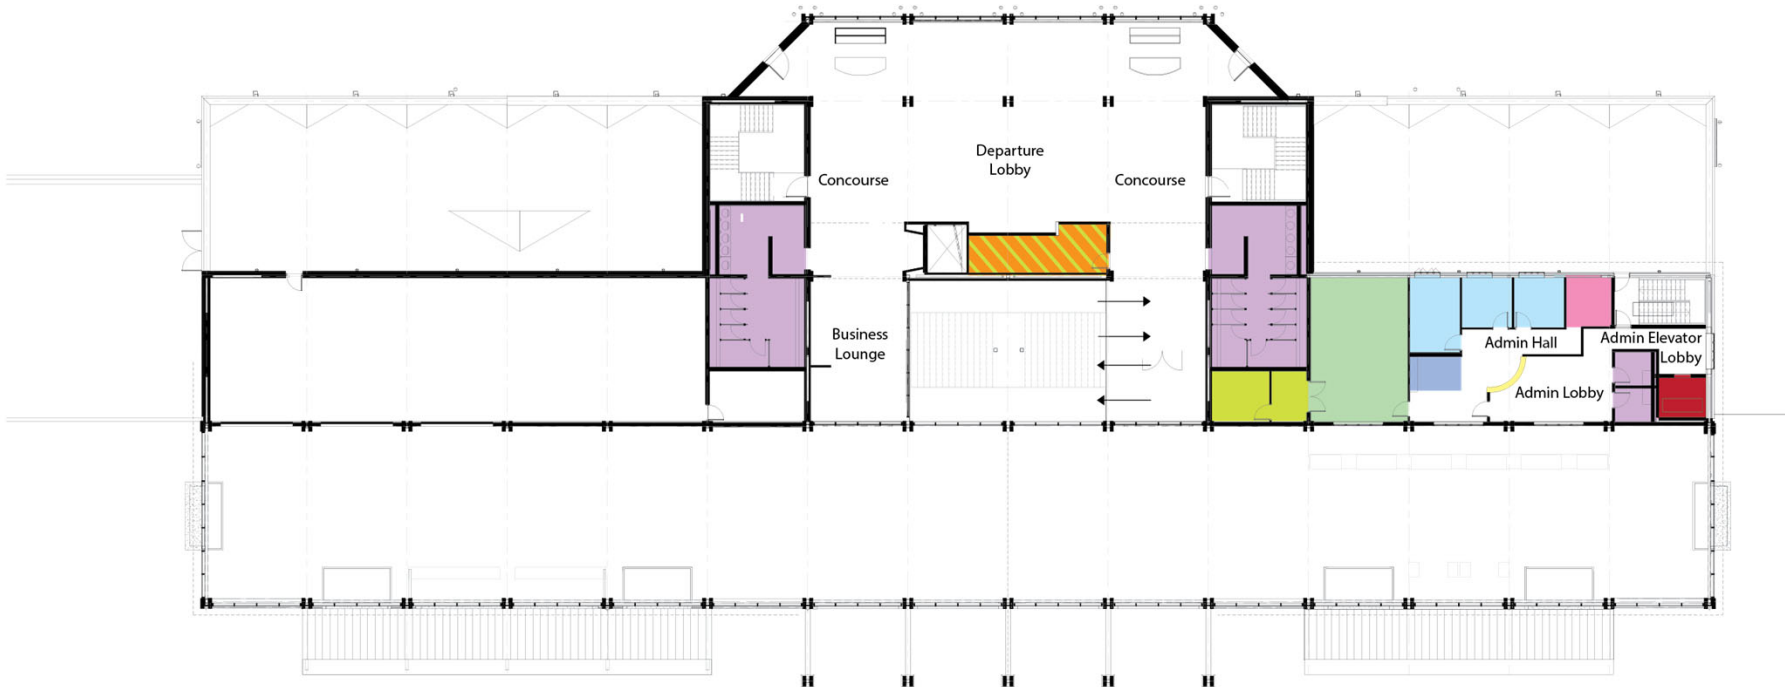 Departure
Lobby
Concourse
Concourse
Business
Lounge
Admin Hall
Admin Elevator
Lobby
Admin Lobby